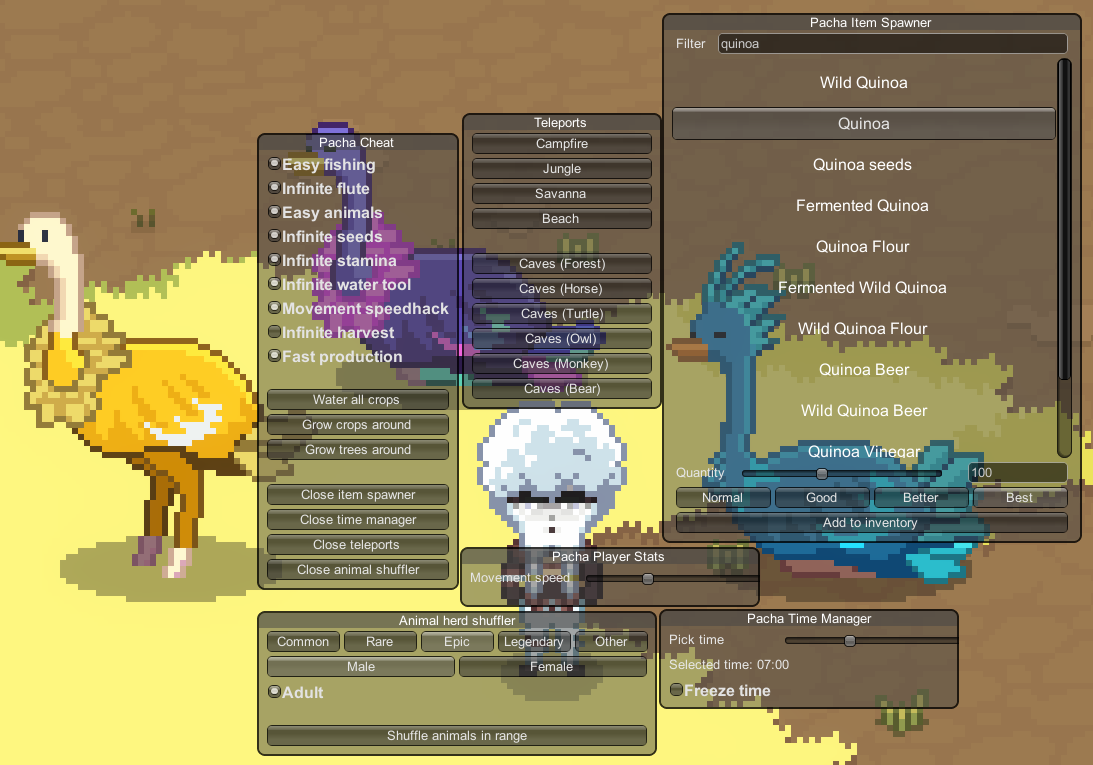 Pacha Cheat
Easy fishing
Infinite flute
Easy animals
Infinite seeds
Infinite stamina
Infinite water tool
Movement speedhack
Infinite harvest
Fast production
Water all crops
Grow crops around
Grow trees around
Close item spawner
Close time manager
Close teleports
Close animal shuffler
Teleports
Campfire
Jungle
Savanna
Beach
Caves (Forest)
Caves (Horse)
Caves (Turtle)
Caves (Owl)
Caves (Monkey)
Caves (Bear)
Pacha Item Spawner
Filter quinoa
Wild Quinoa
Quinoa
Quinoa seeds
Fermented Quinoa
Quinoa Flour
Fermented Wild Quinoa
Wild Quinoa Flour
Quinoa Beer
Wild Quinoa Beer
Quinoa Vinegar
Quantity 100
Normal Good Better Best
Add to inventory
Pacha Player Stats
Movement speed
Animal herd shuffler
Common Rare Epic Legendary Other
Male Female
Adult
Shuffle animals in range
Pacha Time Manager
Pick time
Selected time: 07:00
Freeze time